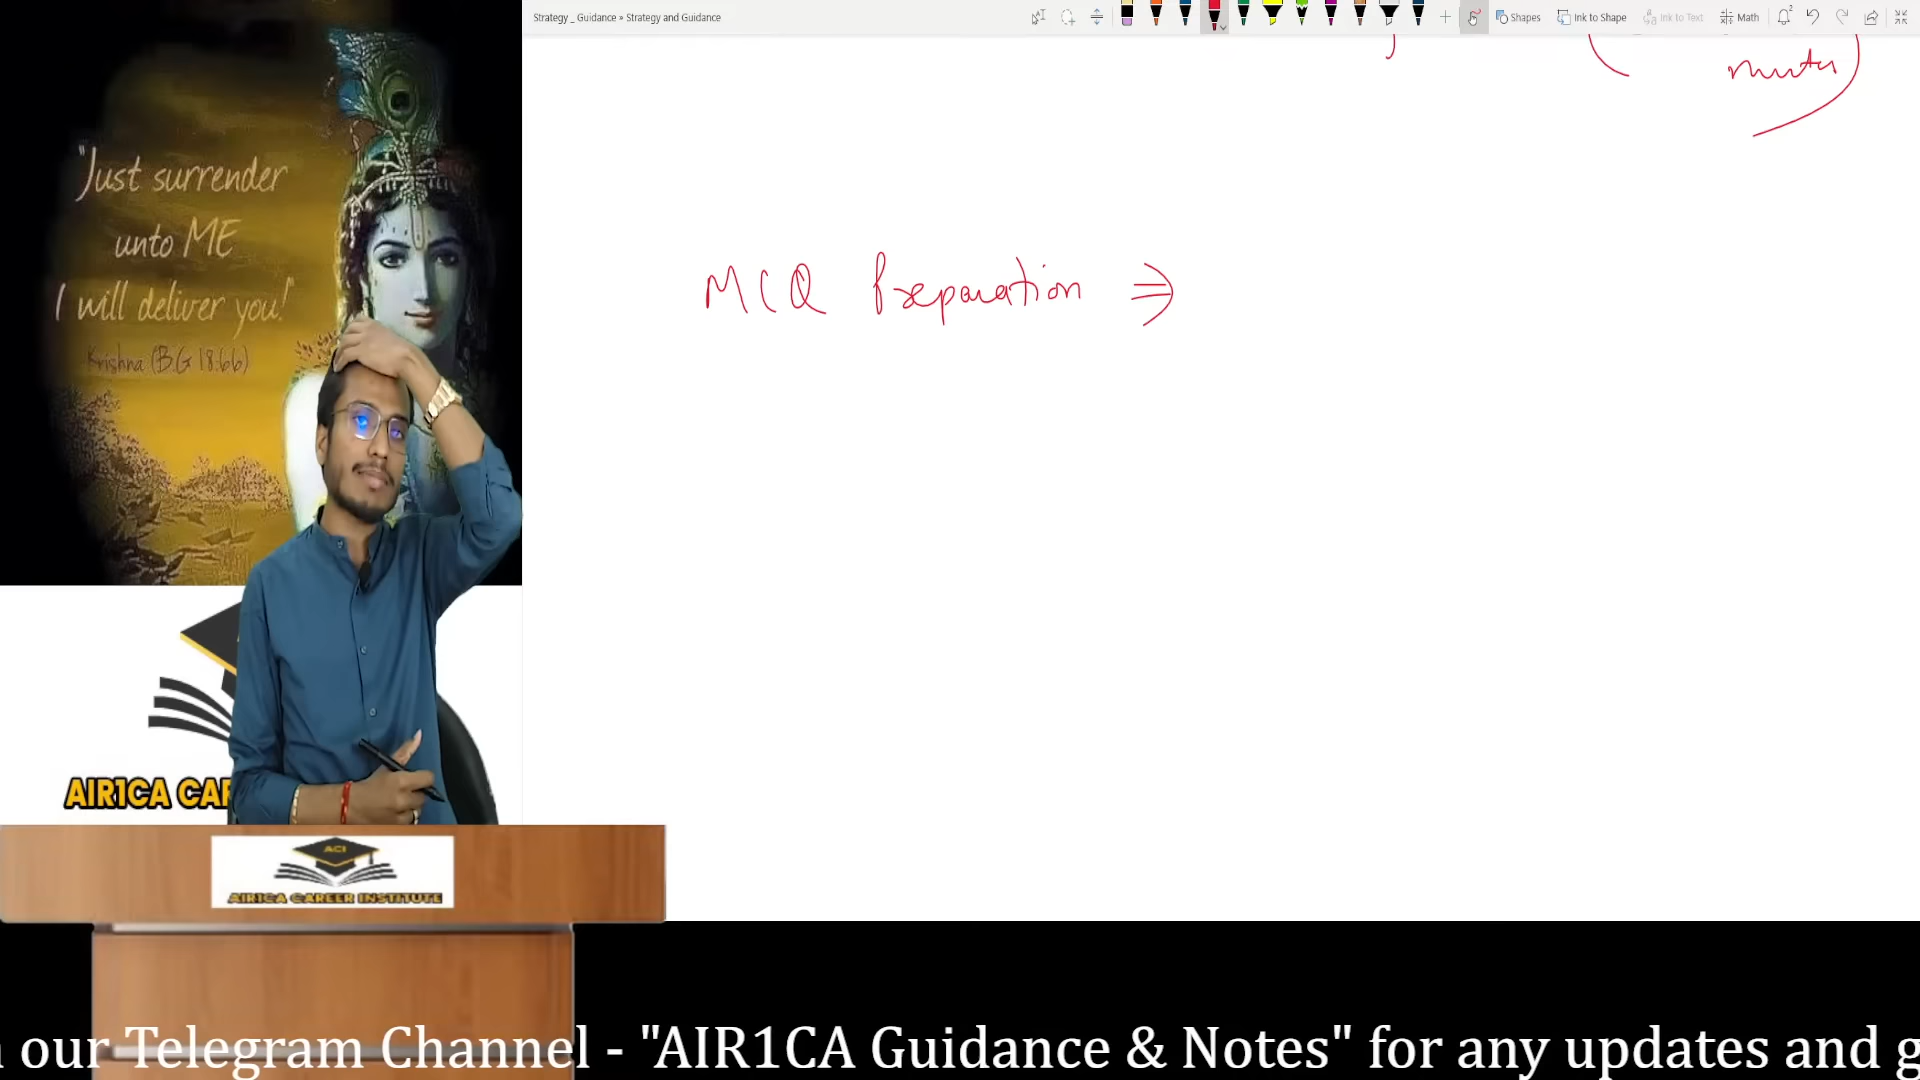 Strategy _ Guidance » Strategy and Guidance
Shapes
Ink to Shape
Ink to Text
Math
"Just surrender
unto ME
I will deliver you!"
Krishna (B.G 18:66)
MCQ Preparation ⇒
AIR1CA CAR
ACI
AIR1CA CAREER INSTITUTE
our Telegram Channel - "AIR1CA Guidance & Notes" for any updates and g